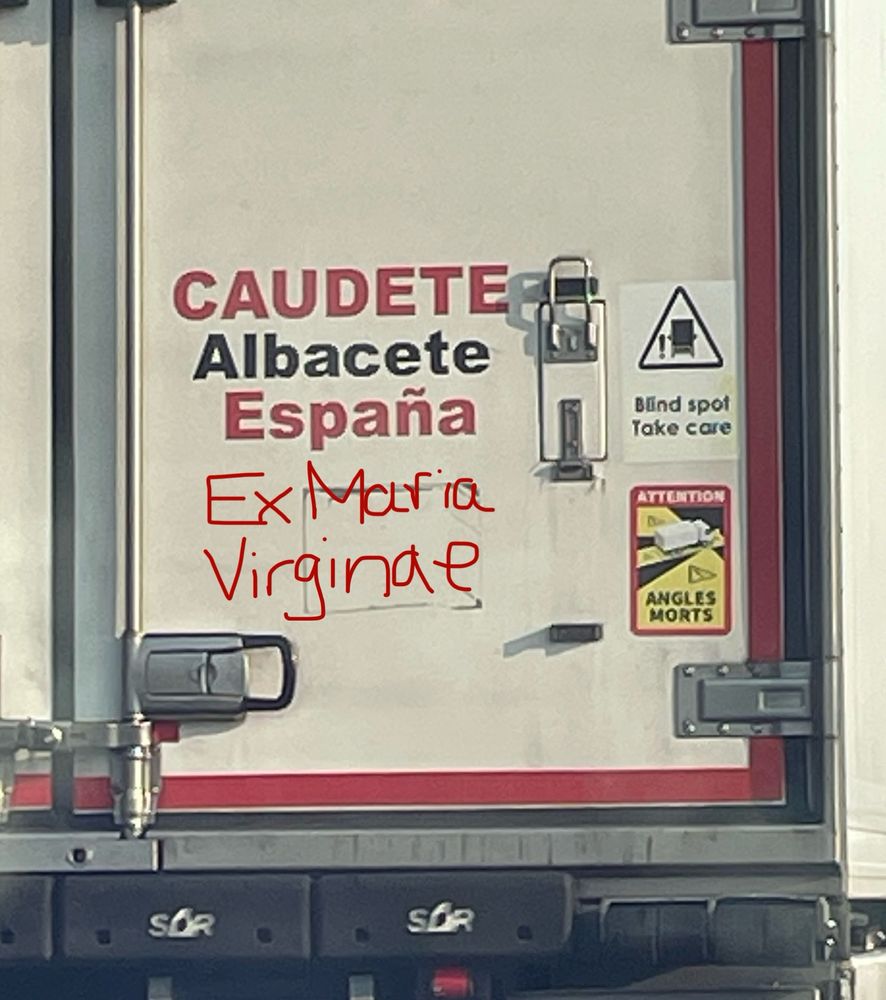 CAUDETE
Albacete
España
Ex Maria
Virginae
Blind spot
Take care
ATTENTION
ANGLES
MORTS
SOR
SOR